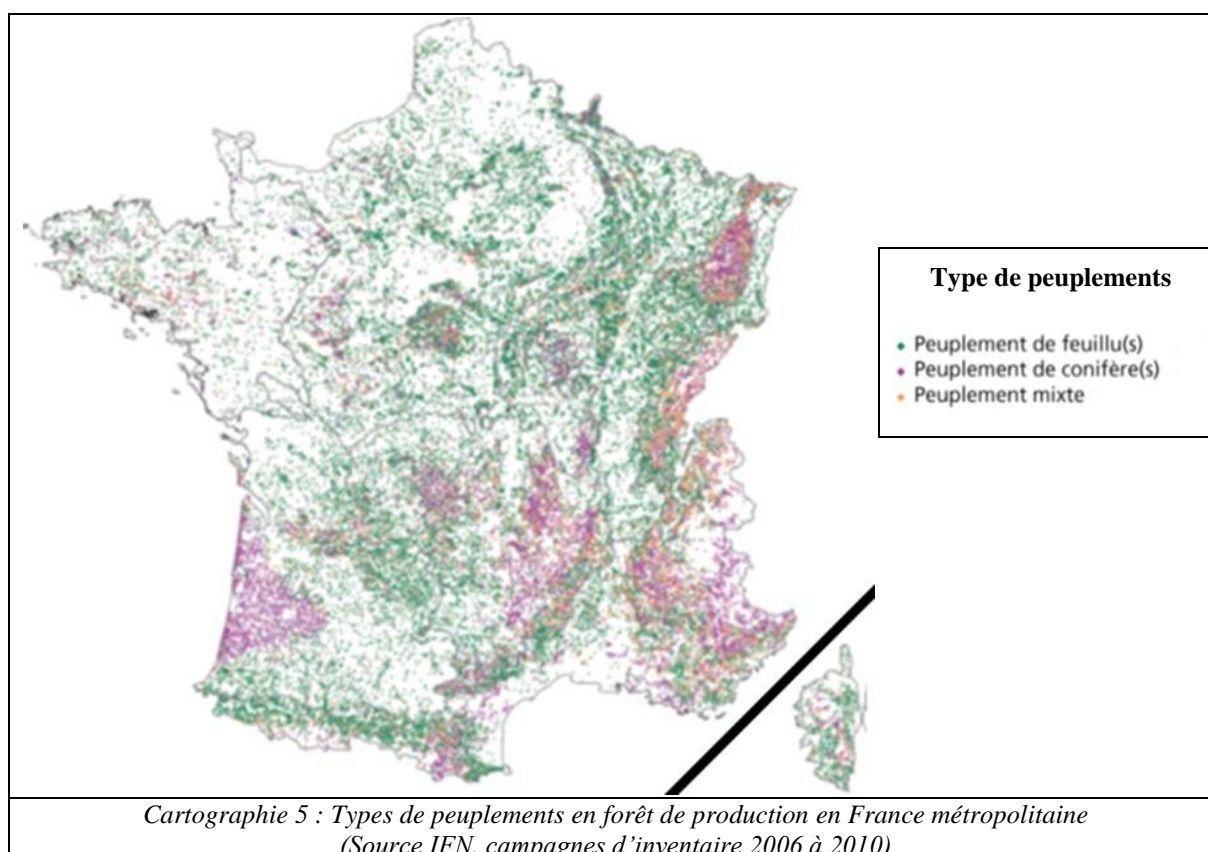 Type de peuplements
Peuplement de feuillu(s)
Peuplement de conifère(s)
Peuplement mixte
Cartographie 5 : Types de peuplements en forêt de production en France métropolitaine
(Source IFN, campagnes d'inventaire 2006 à 2010)